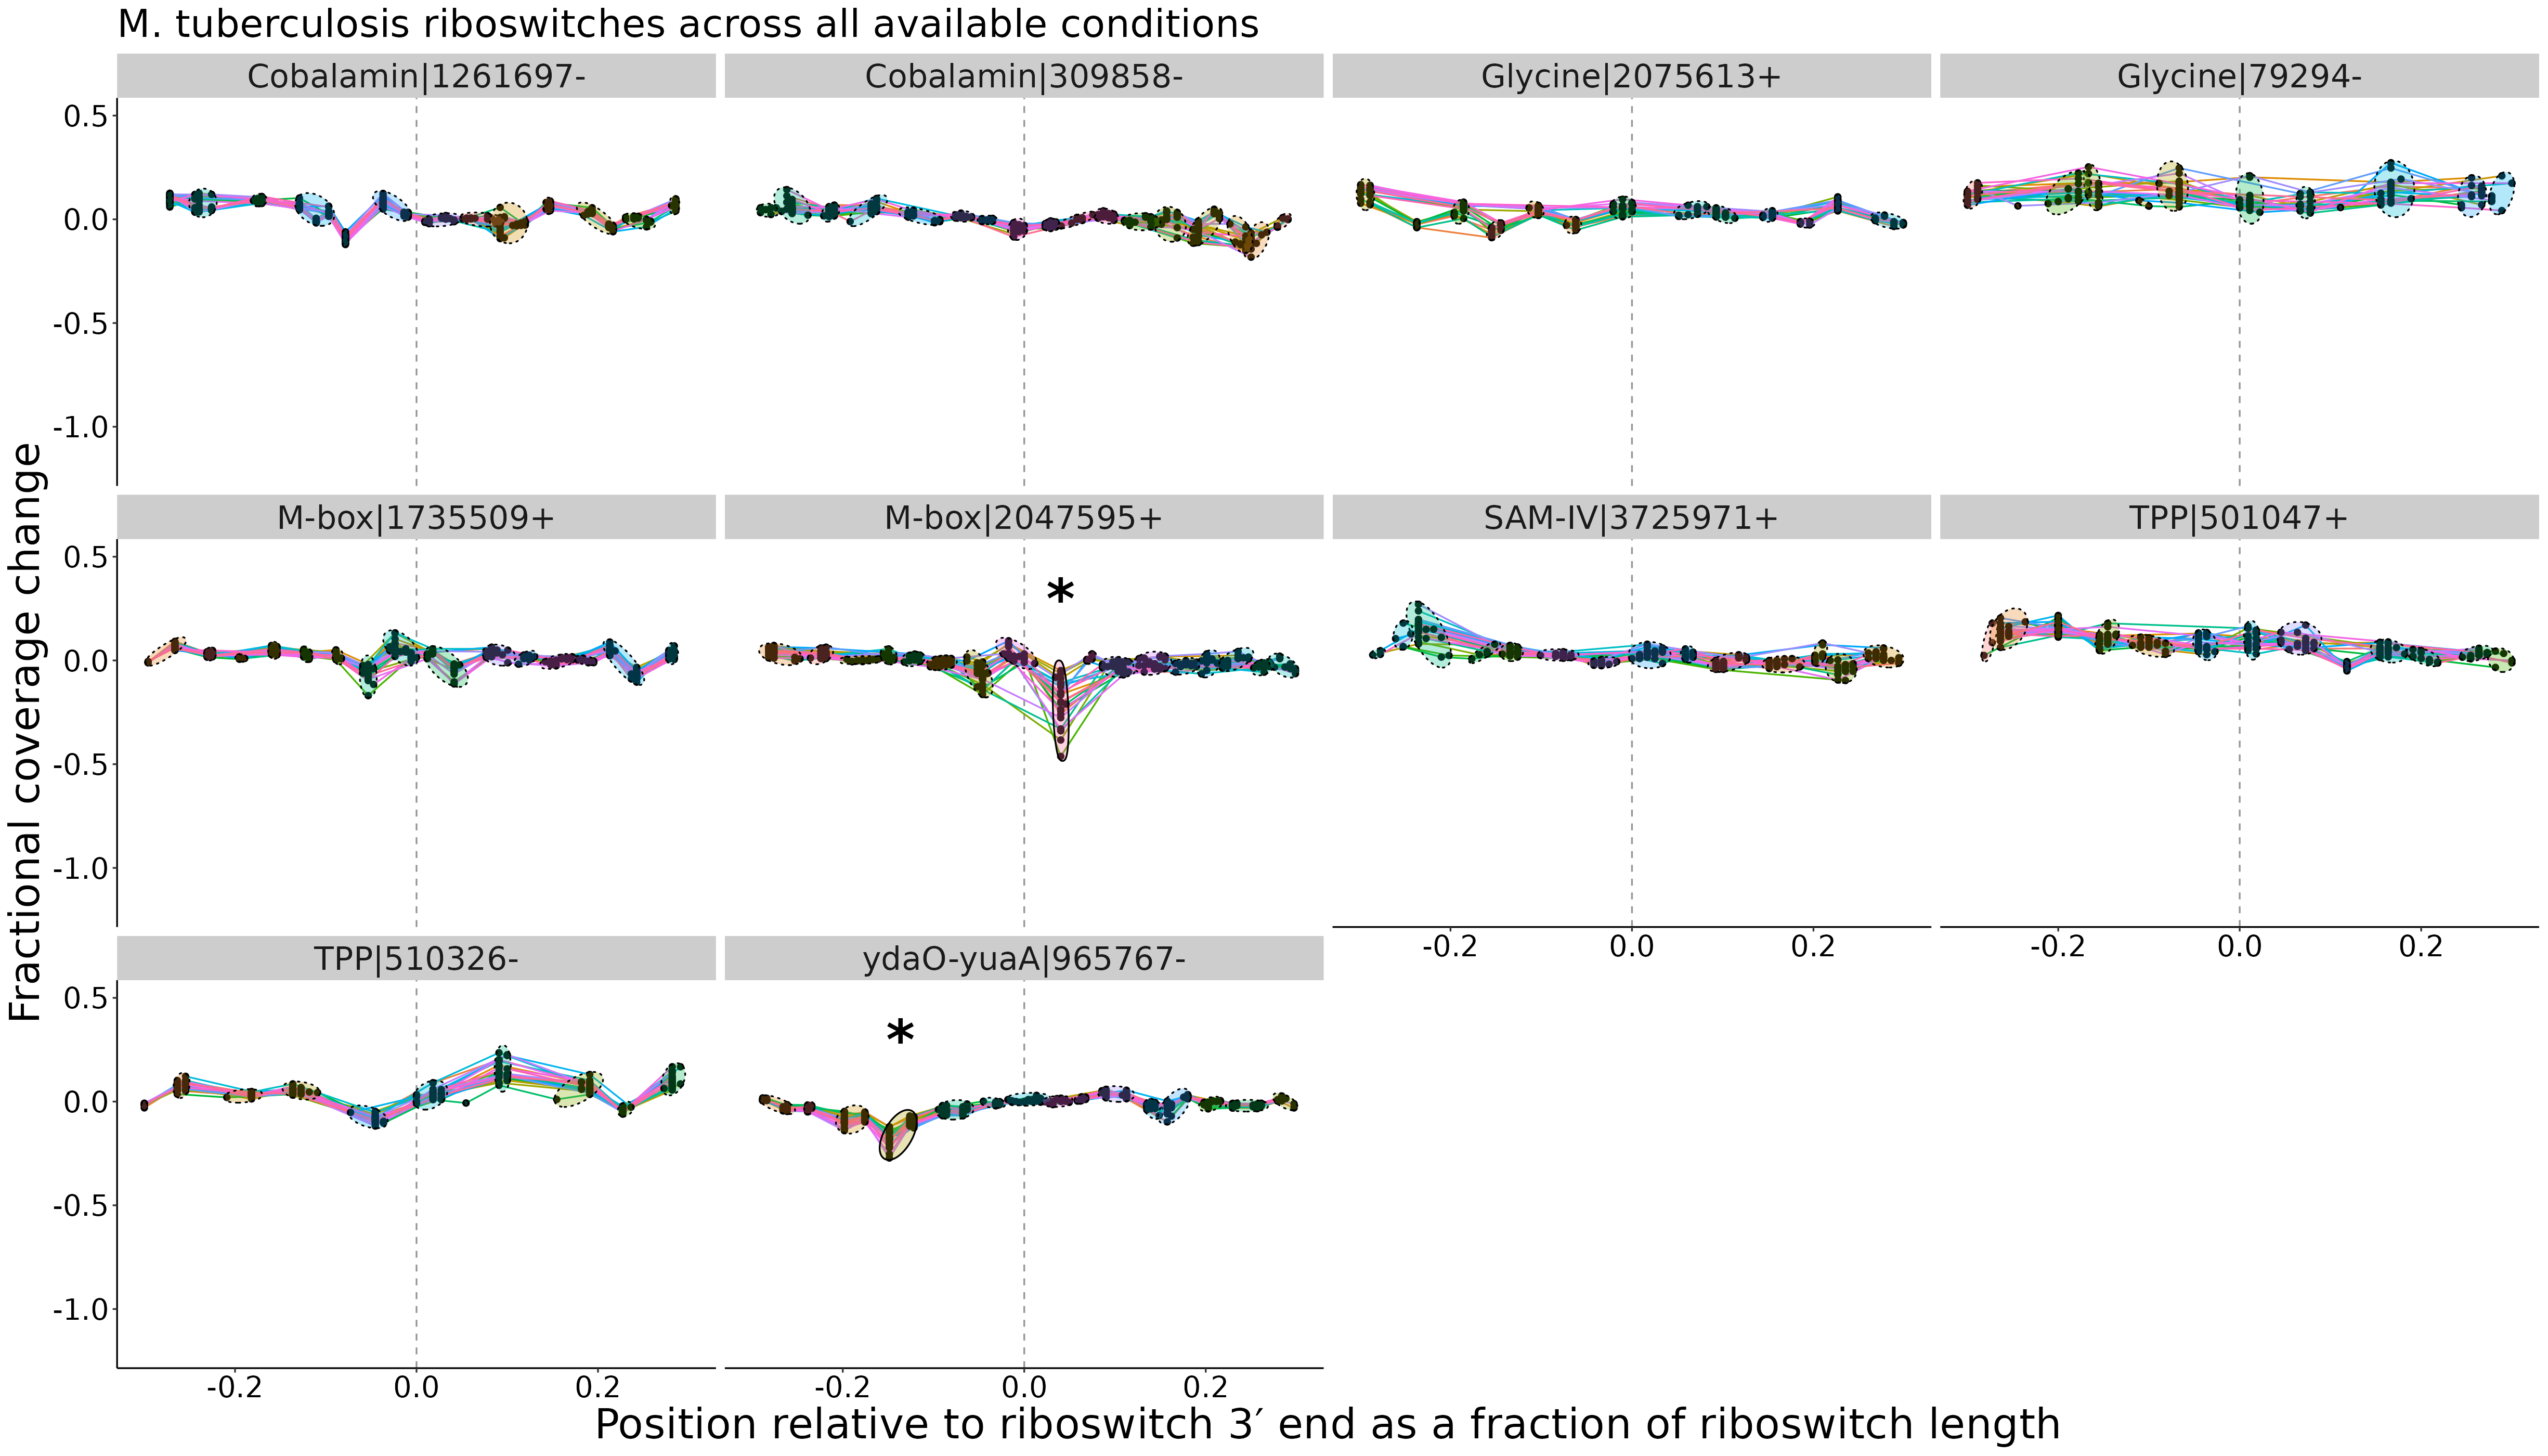 M. tuberculosis riboswitches across all available conditions
Cobalamin|1261697-
Cobalamin|309858-
Glycine|2075613+
Glycine|79294-
0.5
0.0
-0.5
-1.0
M-box|1735509+
M-box|2047595+
SAM-IV|3725971+
TPP|501047+
0.5
0.0
-0.5
-1.0
*
-0.2 0.0 0.2
-0.2 0.0 0.2
TPP|510326-
ydaO-yuaA|965767-
0.5
0.0
-0.5
-1.0
*
-0.2 0.0 0.2
-0.2 0.0 0.2
Fractional coverage change
Position relative to riboswitch 3′ end as a fraction of riboswitch length